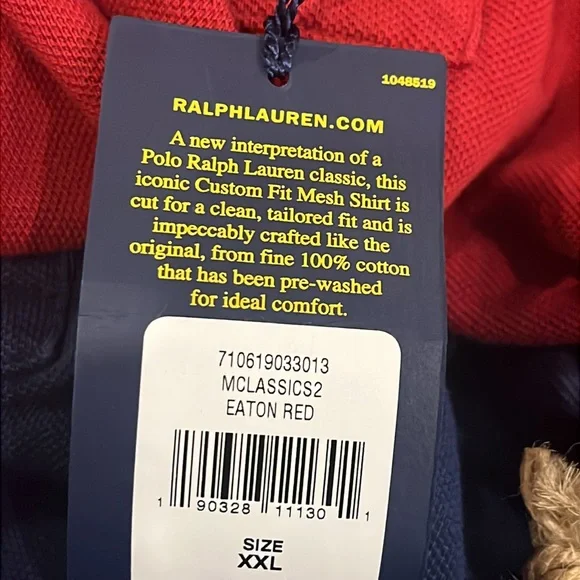 1048519
RALPHLAUREN.COM
A new interpretation of a
Polo Ralph Lauren classic, this
iconic Custom Fit Mesh Shirt is
cut for a clean, tailored fit and is
impeccably crafted like the
original, from fine 100% cotton
that has been pre-washed
for ideal comfort.
710619033013
MCLASSICS2
EATON RED
1 90328 11130 1
SIZE
XXL